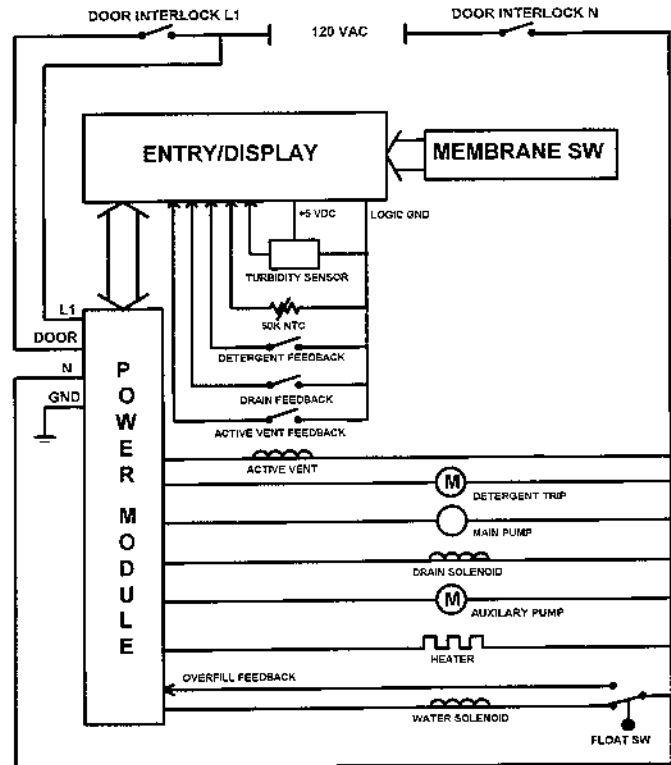 DOOR INTERLOCK L1
120 VAC
DOOR INTERLOCK N
ENTRY/DISPLAY
MEMBRANE SW
+5 VDC
LOGIC GND
TURBIDITY SENSOR
50K NTC
DETERGENT FEEDBACK
DRAIN FEEDBACK
ACTIVE VENT FEEDBACK
L1
DOOR
N
GND
POWER MODULE
ACTIVE VENT
M
DETERGENT TRIP
MAIN PUMP
DRAIN SOLENOID
M
AUXILARY PUMP
HEATER
OVERFILL FEEDBACK
WATER SOLENOID
FLOAT SW